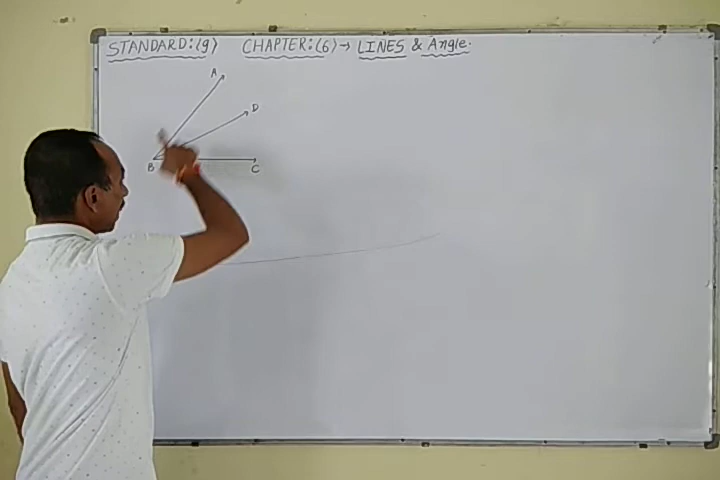 STANDARD:(9) CHAPTER:(6)→ LINES & Angle.
A
D
B
C